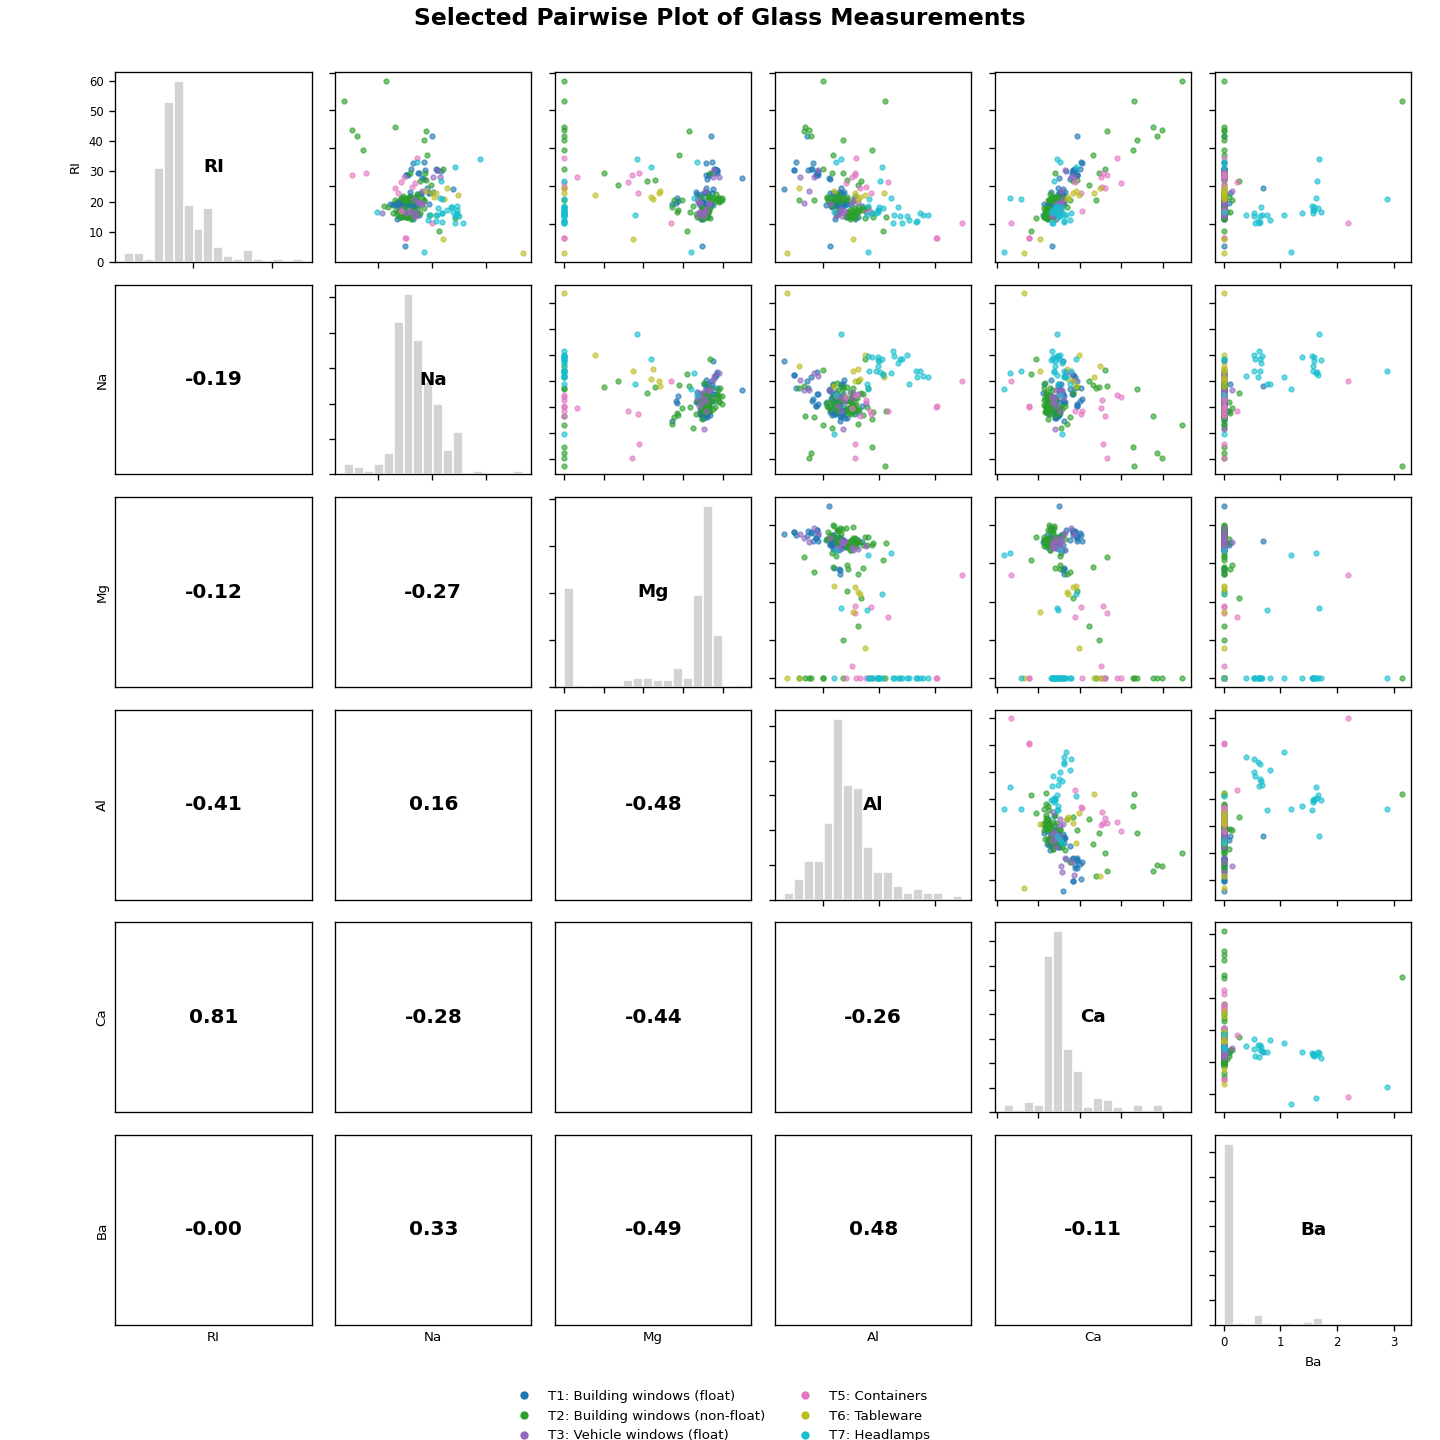 Selected Pairwise Plot of Glass Measurements
60
50
40
30
20
10
0
RI
RI
Na
-0.19
Na
Mg
-0.12
-0.27
Mg
Al
-0.41
0.16
-0.48
Al
Ca
0.81
-0.28
-0.44
-0.26
Ca
Ba
-0.00
0.33
-0.49
0.48
-0.11
Ba
0 1 2 3
RI Na Mg Al Ca Ba
T1: Building windows (float)
T2: Building windows (non-float)
T3: Vehicle windows (float)
T5: Containers
T6: Tableware
T7: Headlamps